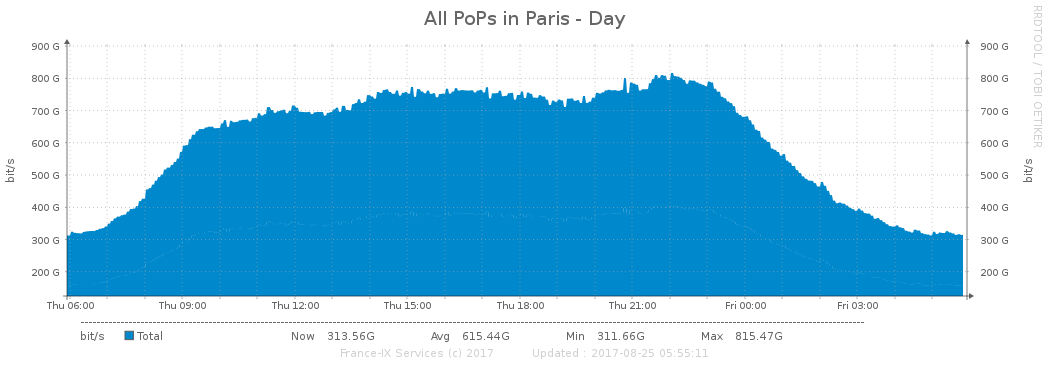 All PoPs in Paris - Day
RRDTOOL / TOBI OETIKER
900 G 900 G
800 G 800 G
700 G 700 G
600 G 600 G
500 G 500 G
400 G 400 G
300 G 300 G
200 G 200 G
bit/s bit/s
Thu 06:00 Thu 09:00 Thu 12:00 Thu 15:00 Thu 18:00 Thu 21:00 Fri 00:00 Fri 03:00
bit/s Total Now 313.56G Avg 615.44G Min 311.66G Max 815.47G
France-IX Services (c) 2017 Updated : 2017-08-25 05:55:11